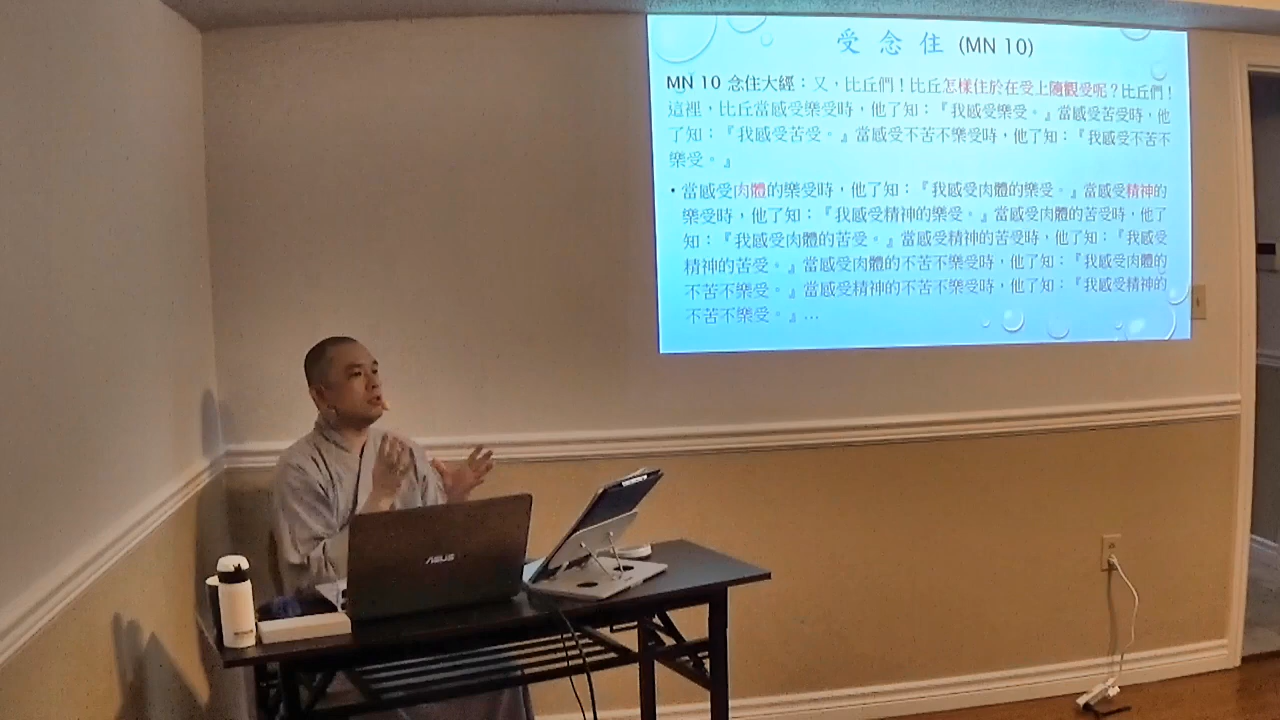 受 念 住 (MN 10)
MN 10 念住大經：又，比丘們！比丘怎樣住於在受上隨觀受呢？比丘們！
這裡，比丘當感受樂受時，他了知：『我感受樂受。』當感受苦受時，他
了知：『我感受苦受。』當感受不苦不樂受時，他了知：『我感受不苦不
樂受。』
• 當感受肉體的樂受時，他了知：『我感受肉體的樂受。』當感受精神的
樂受時，他了知：『我感受精神的樂受。』當感受肉體的苦受時，他了
知：『我感受肉體的苦受。』當感受精神的苦受時，他了知：『我感受
精神的苦受。』當感受肉體的不苦不樂受時，他了知：『我感受肉體的
不苦不樂受。』當感受精神的不苦不樂受時，他了知：『我感受精神的
不苦不樂受。』…
ASUS